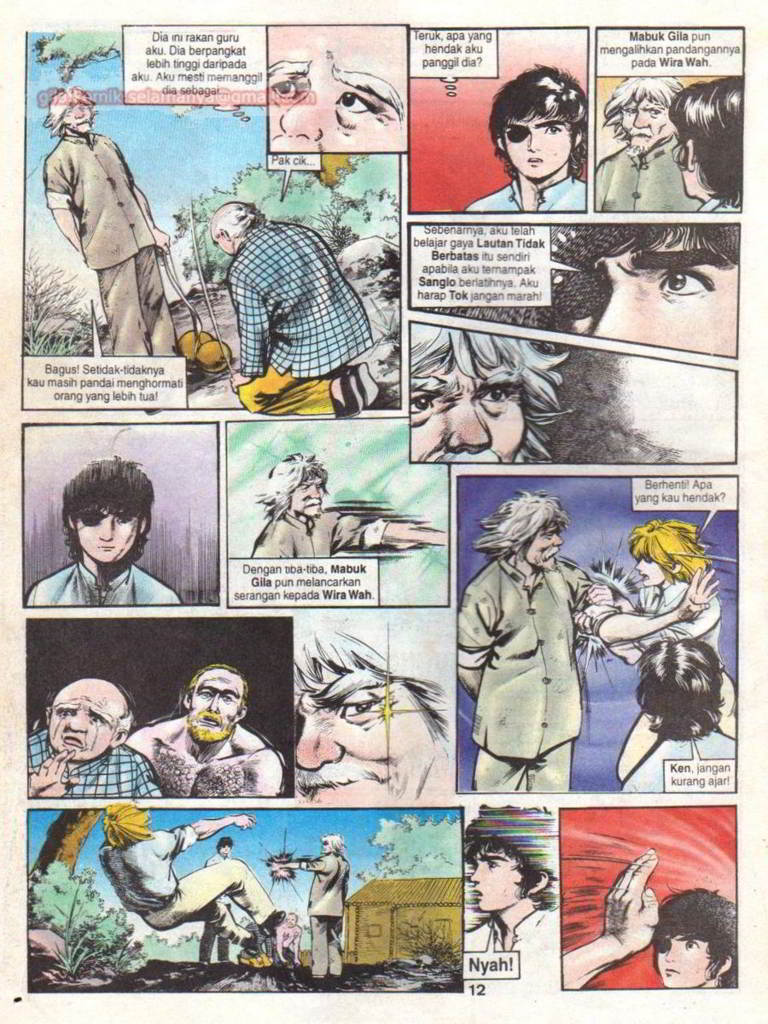 Dia ini rakan guru
aku. Dia berpangkat
lebih tinggi daripada
aku. Aku mesti memanggil
dia sebagai...
gilakomik.selamanya@gmail.com
Pak cik...
Bagus! Setidak-tidaknya
kau masih pandai menghormati
orang yang lebih tua!
Teruk, apa yang
hendak aku
panggil dia?
Mabuk Gila pun
mengalihkan pandangannya
pada Wira Wah.
Sebenarnya, aku telah
belajar gaya Lautan Tidak
Berbatas itu sendiri
apabila aku ternampak
Sanglo berlatihnya. Aku
harap Tok jangan marah!
Dengan tiba-tiba, Mabuk
Gila pun melancarkan
serangan kepada Wira Wah.
Berhenti! Apa
yang kau hendak?
Ken, jangan
kurang ajar!
Nyah!
12